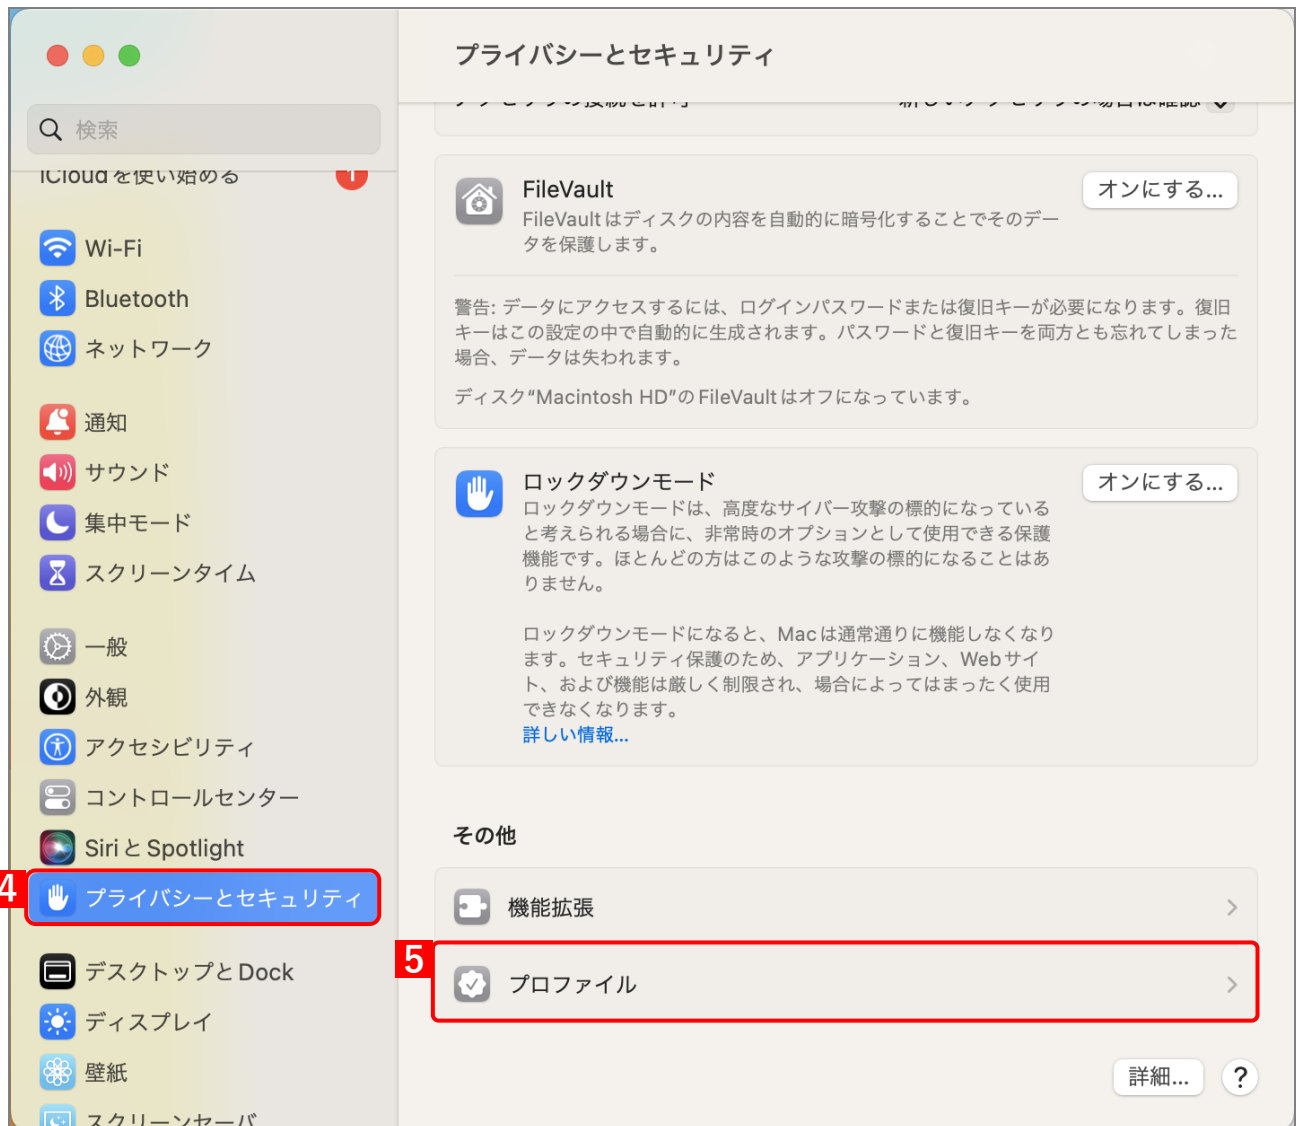 プライバシーとセキュリティ
検索
iCloudを使い始める
Wi-Fi
Bluetooth
ネットワーク
通知
サウンド
集中モード
スクリーンタイム
一般
外観
アクセシビリティ
コントロールセンター
SiriとSpotlight
4
プライバシーとセキュリティ
デスクトップとDock
ディスプレイ
壁紙
スクリーンセーバ
FileVault
オンにする...
FileVaultはディスクの内容を自動的に暗号化することでそのデー
タを保護します。
警告: データにアクセスするには、ログインパスワードまたは復旧キーが必要になります。復旧
キーはこの設定の中で自動的に生成されます。パスワードと復旧キーを両方とも忘れてしまった
場合、データは失われます。
ディスク“Macintosh HD”のFileVaultはオフになっています。
ロックダウンモード
オンにする...
ロックダウンモードは、高度なサイバー攻撃の標的になっている
と考えられる場合に、非常時のオプションとして使用できる保護
機能です。ほとんどの方はこのような攻撃の標的になることはあ
りません。
ロックダウンモードになると、Macは通常通りに機能しなくなり
ます。セキュリティ保護のため、アプリケーション、Webサイ
ト、および機能は厳しく制限され、場合によってはまったく使用
できなくなります。
詳しい情報...
その他
機能拡張
5
プロファイル
詳細...
?